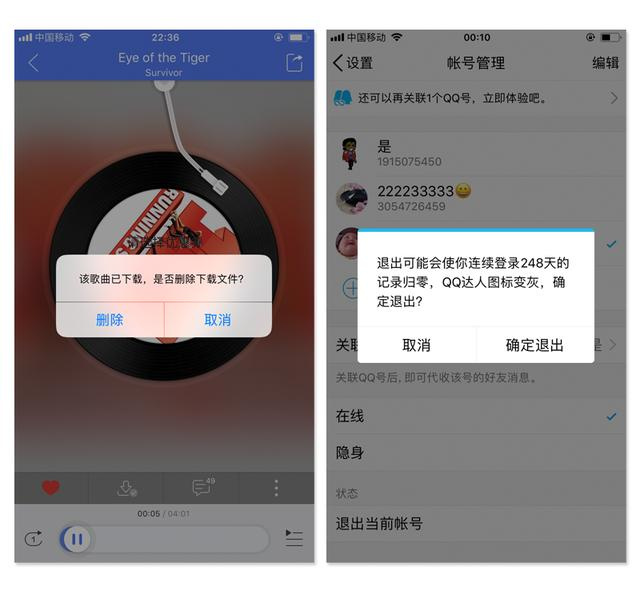 中国移动 22:36
Eye of the Tiger
Survivor
RUNNIN
该歌曲已下载，是否删除下载文件？
删除 取消
49
00:05 / 04:01
1
中国移动 00:10
设置 帐号管理 编辑
还可以再关联1个QQ号，立即体验吧。
是
1915075450
222233333😀
3054726459
退出可能会使你连续登录248天的
记录归零，QQ达人图标变灰，确
定退出？
取消 确定退出
关联 是
关联QQ号后，即可代收该号的好友消息。
在线
隐身
状态
退出当前帐号